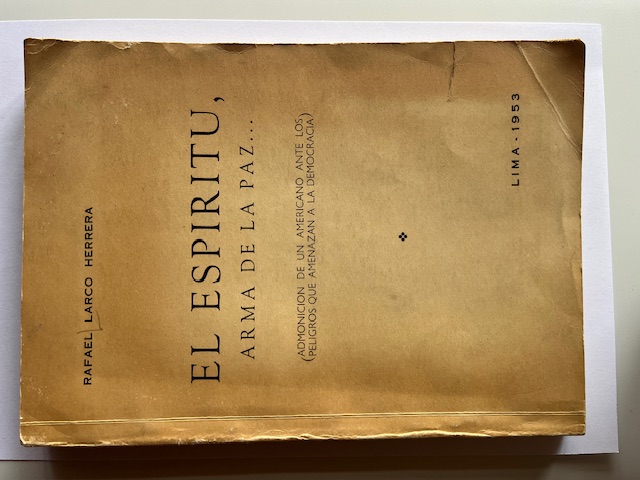 RAFAEL LARCO HERRERA
EL ESPIRITU,
ARMA DE LA PAZ...
(ADMONICION DE UN AMERICANO ANTE LOS
PELIGROS QUE AMENAZAN A LA DEMOCRACIA)
LIMA - 1953